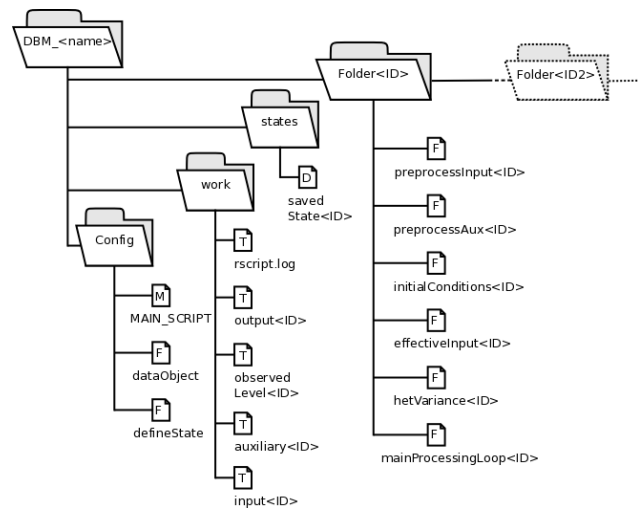 DBM_<name>
Folder<ID>
Folder<ID2>
states
D
saved
State<ID>
work
T
rscript.log
T
output<ID>
T
observed
Level<ID>
T
auxiliary<ID>
T
input<ID>
Config
M
MAIN_SCRIPT
F
dataObject
F
defineState
F
preprocessInput<ID>
F
preprocessAux<ID>
F
initialConditions<ID>
F
effectiveInput<ID>
F
hetVariance<ID>
F
mainProcessingLoop<ID>